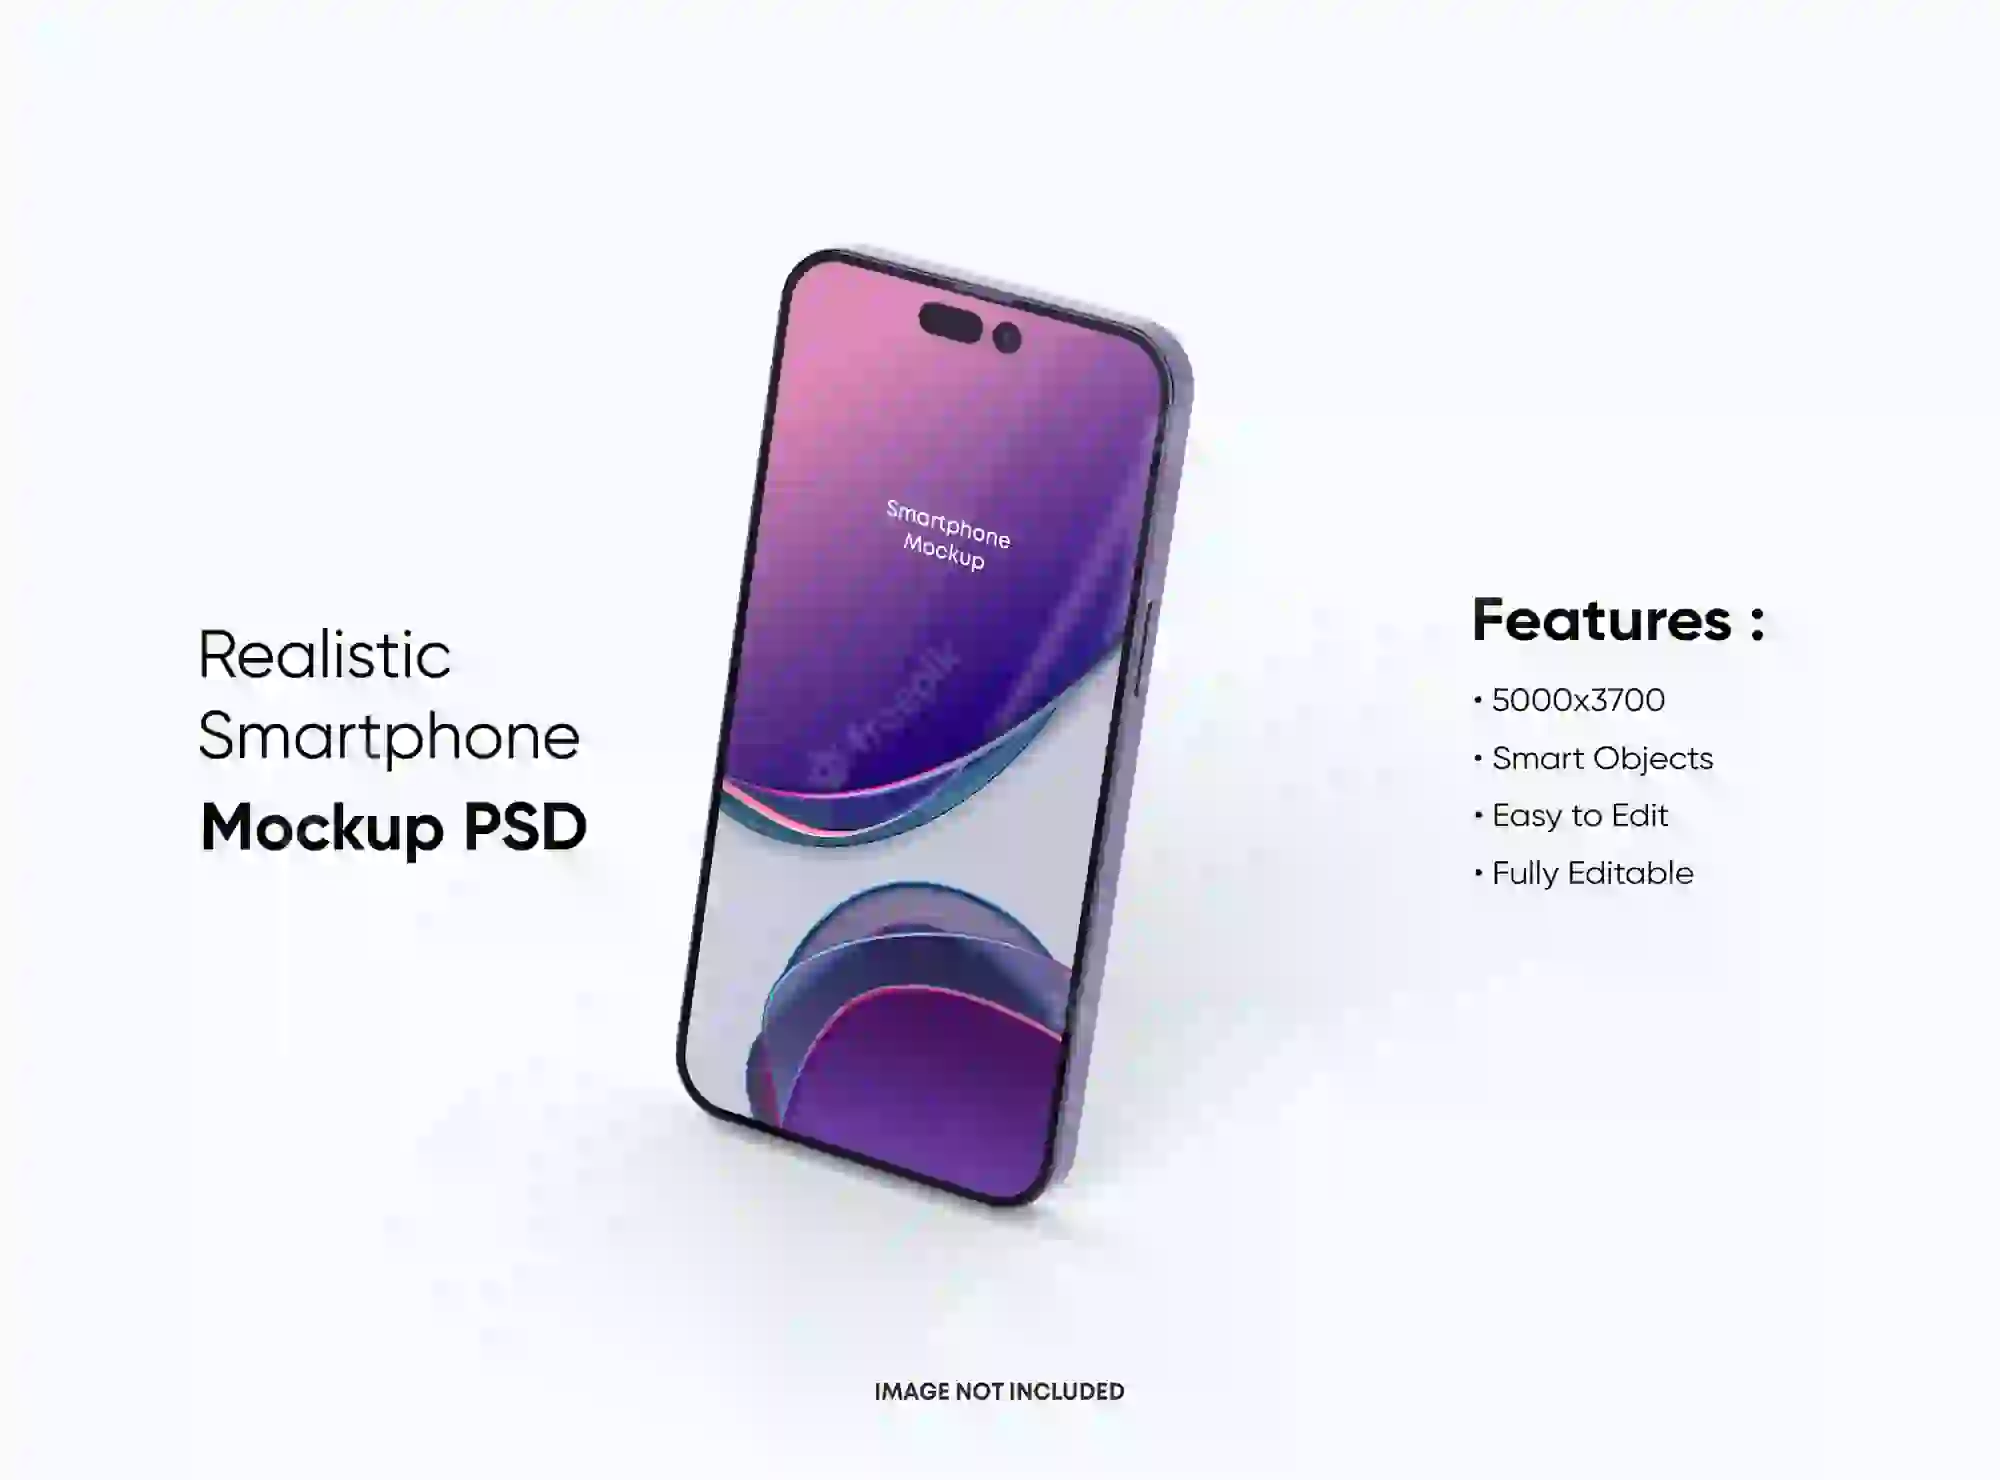 Realistic
Smartphone
Mockup PSD
Smartphone
Mockup
freepik
Features :
• 5000x3700
• Smart Objects
• Easy to Edit
• Fully Editable
IMAGE NOT INCLUDED